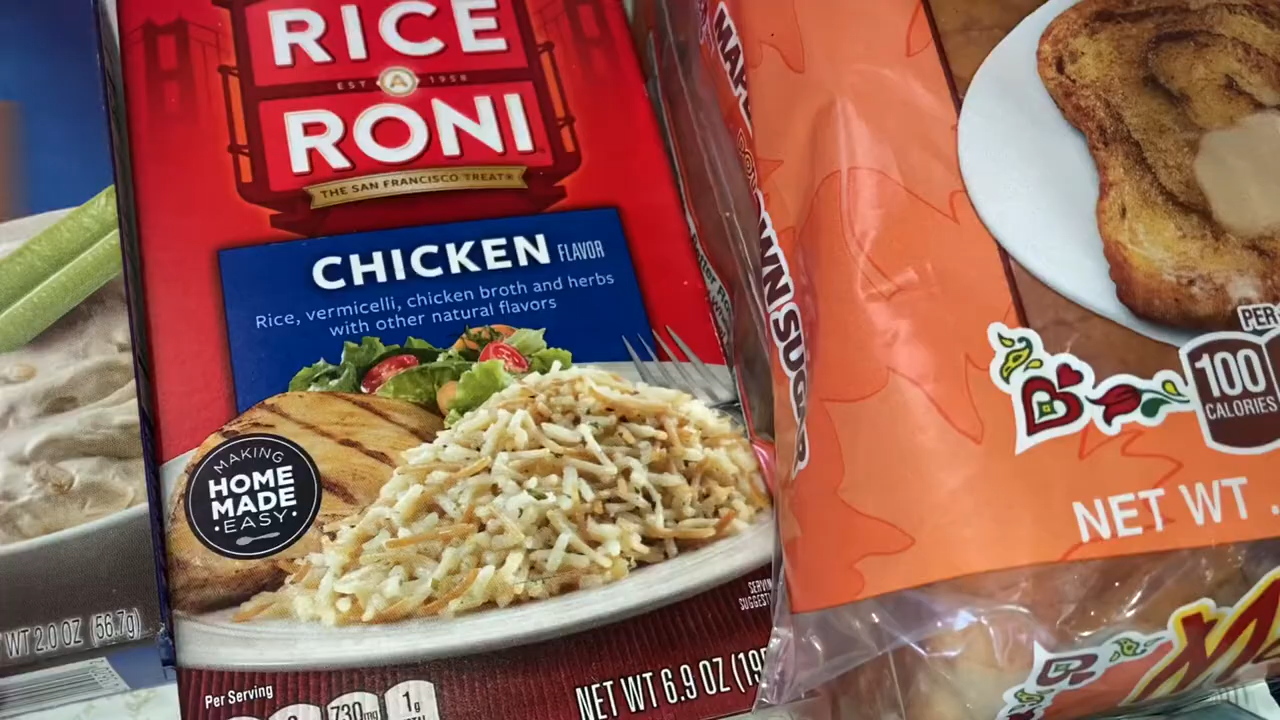 RICE
EST A 1958
RONI
THE SAN FRANCISCO TREAT®
CHICKEN FLAVOR
Rice, vermicelli, chicken broth and herbs
with other natural flavors
MAKING
HOME
MADE
EASY
WT 2.0 OZ (56.7g)
Per Serving
730mg
1g
NET WT 6.9 OZ (19
BROWN SUGAR
PER
100
CALORIES
NET WT